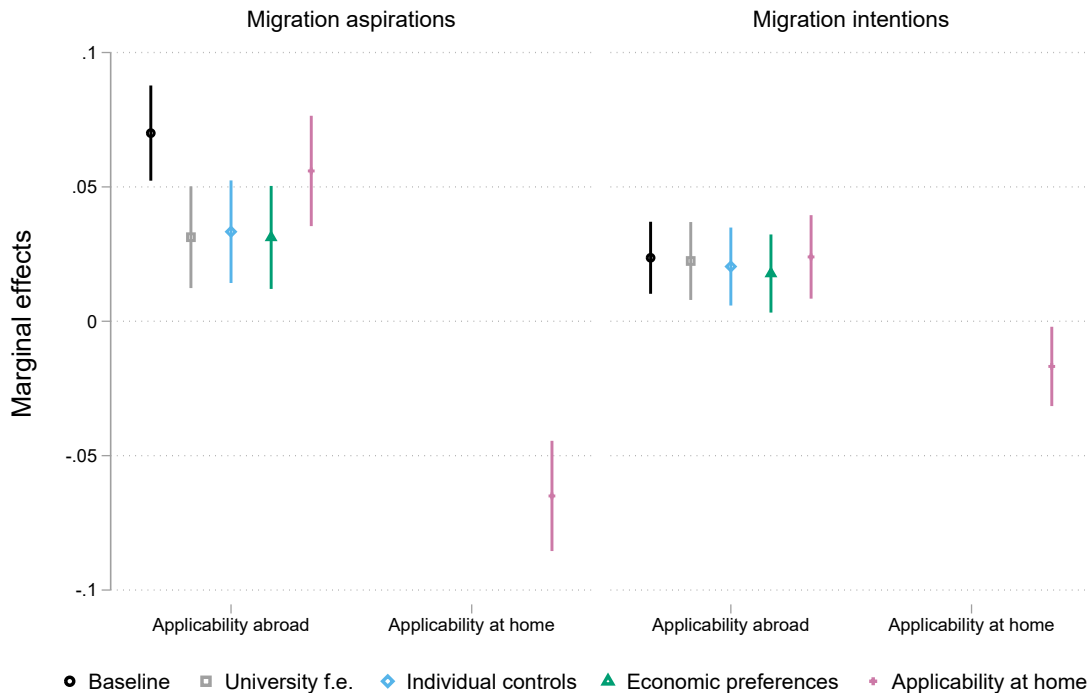 Migration aspirations
Migration intentions
Marginal effects
.1
.05
0
-.05
-.1
Applicability abroad
Applicability at home
Applicability abroad
Applicability at home
Baseline
University f.e.
Individual controls
Economic preferences
Applicability at home